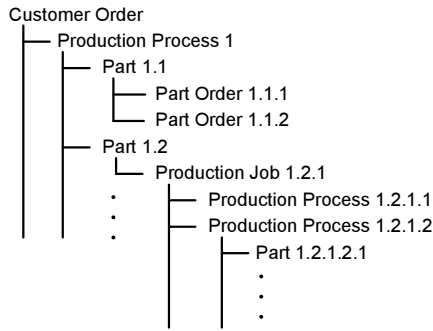 Customer Order
Production Process 1
Part 1.1
Part Order 1.1.1
Part Order 1.1.2
Part 1.2
Production Job 1.2.1
Production Process 1.2.1.1
Production Process 1.2.1.2
Part 1.2.1.2.1